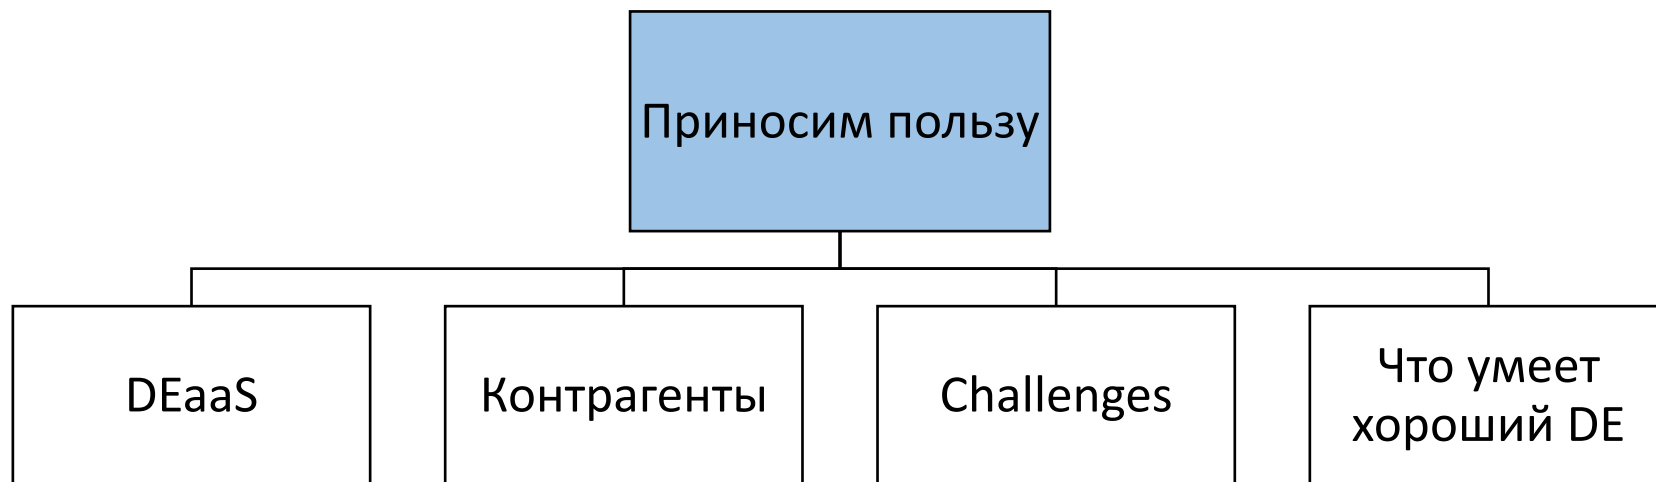 Приносим пользу
DEaaS
Контрагенты
Challenges
Что умеет
хороший DE